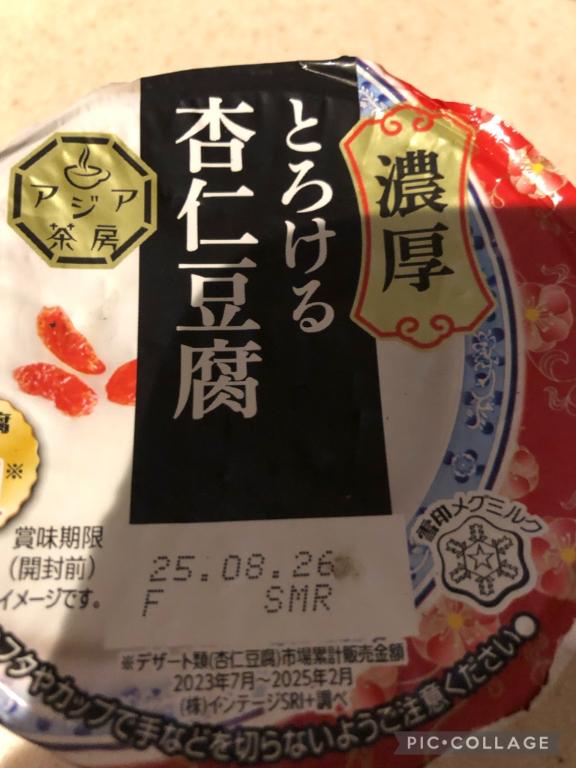 アジア
茶房
濃厚
とろける
杏仁豆腐
※
雪印メグミルク
賞味期限
(開封前)
イメージです。
25.08.26
F SMR
※デザート類(杏仁豆腐)市場累計販売金額
2023年7月～2025年2月
(株)インテージSRI+調べ
フタやカップで手などを切らないようご注意ください
PIC•COLLAGE